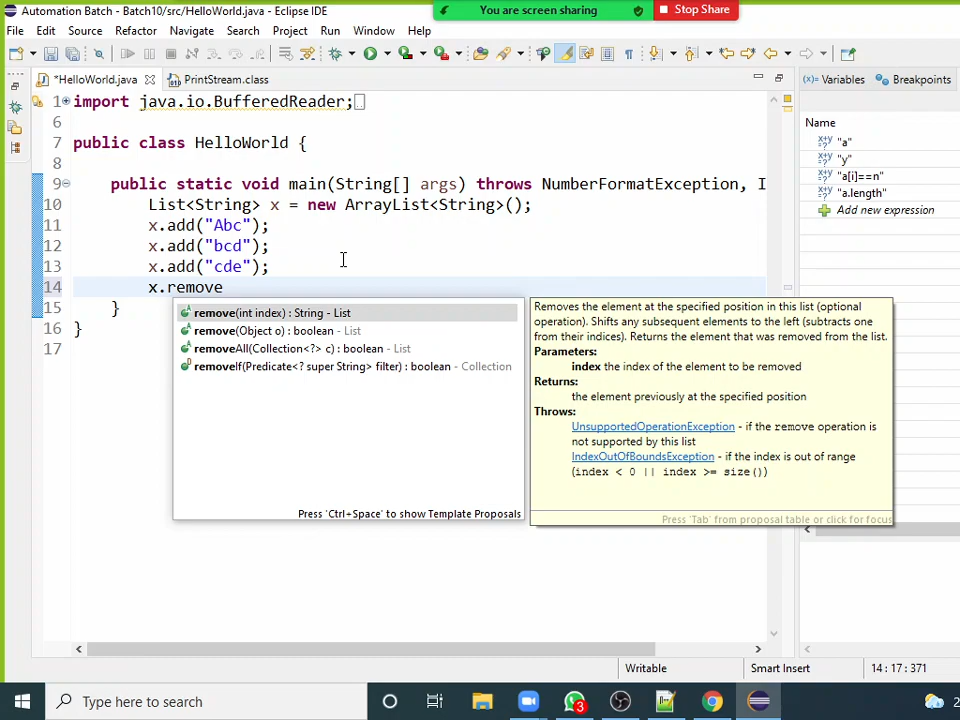 Automation Batch - Batch10/src/HelloWorld.java - Eclipse IDE
You are screen sharing
Stop Share
File Edit Source Refactor Navigate Search Project Run Window Help
*HelloWorld.java
PrintStream.class
Variables
Breakpoints
1 import java.io.BufferedReader;
6
7 public class HelloWorld {
8
9 public static void main(String[] args) throws NumberFormatException, I
10 List<String> x = new ArrayList<String>();
11 x.add("Abc");
12 x.add("bcd");
13 x.add("cde");
14 x.remove
15 }
16 }
17
remove(int index) : String - List
remove(Object o) : boolean - List
removeAll(Collection<?> c) : boolean - List
removeIf(Predicate<? super String> filter) : boolean - Collection
Press 'Ctrl+Space' to show Template Proposals
Removes the element at the specified position in this list (optional
operation). Shifts any subsequent elements to the left (subtracts one
from their indices). Returns the element that was removed from the list.
Parameters:
index the index of the element to be removed
Returns:
the element previously at the specified position
Throws:
UnsupportedOperationException - if the remove operation is
not supported by this list
IndexOutOfBoundsException - if the index is out of range
(index < 0 || index >= size())
Press 'Tab' from proposal table or click for focus
Name
"a"
"y"
"a[i]==n"
"a.length"
Add new expression
Writable
Smart Insert
14 : 17 : 371
Type here to search
3
2